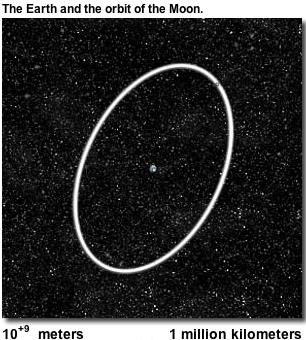 The Earth and the orbit of the Moon.
10+9 meters 1 million kilometers